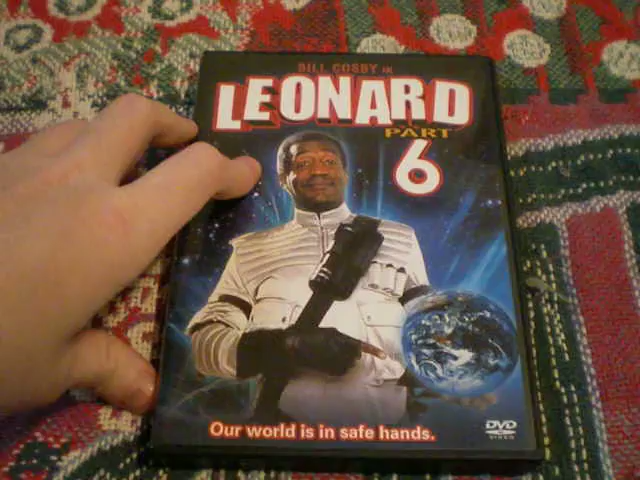 BILL COSBY IN
LEONARD
PART
6
Our world is in safe hands.
DVD
VIDEO